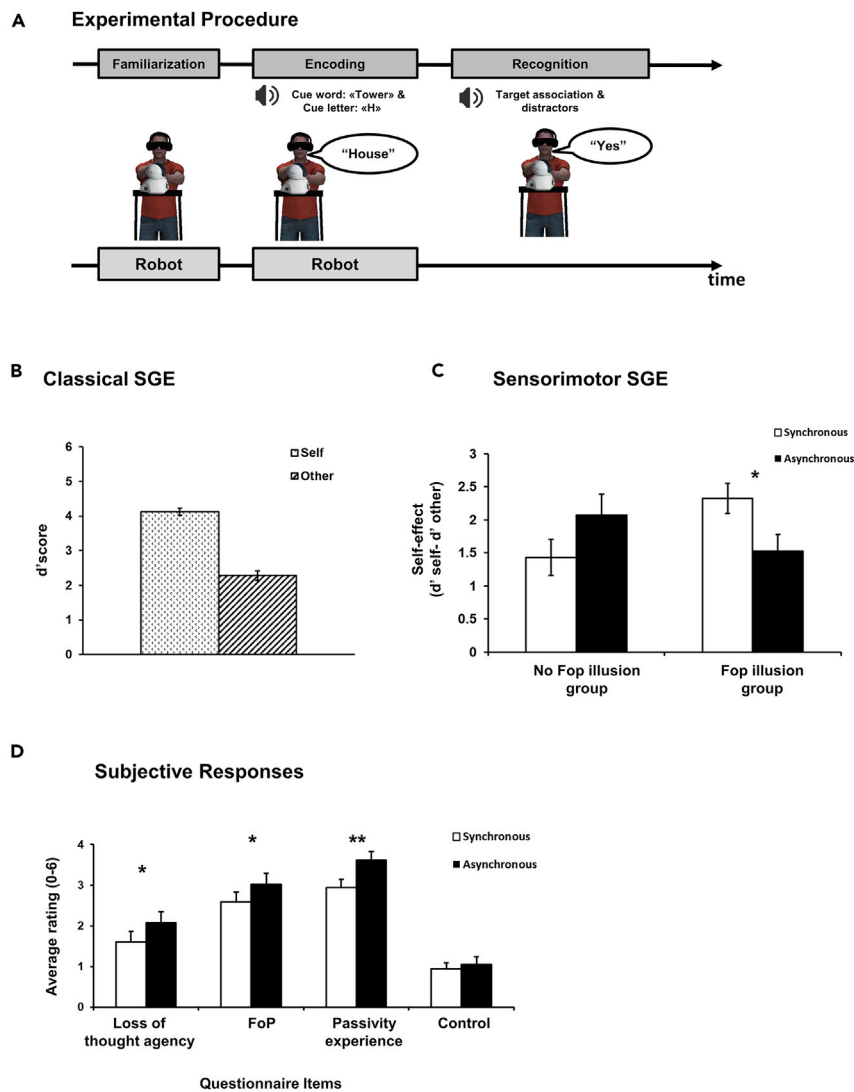 A Experimental Procedure
Familiarization Encoding Recognition
Cue word: «Tower» &
Cue letter: «H»
Target association &
distractors
“House”
“Yes”
Robot Robot
time
B Classical SGE
6
5
4
3
2
1
0
d’score
Self
Other
C Sensorimotor SGE
Synchronous
Asynchronous
3
2.5
2
1.5
1
0.5
0
Self-effect
(d’ self- d’ other)
*
No Fop illusion
group
Fop illusion
group
D Subjective Responses
Synchronous
Asynchronous
4
3
2
1
0
Average rating (0-6)
* * **
Loss of
thought agency
FoP
Passivity
experience
Control
Questionnaire Items